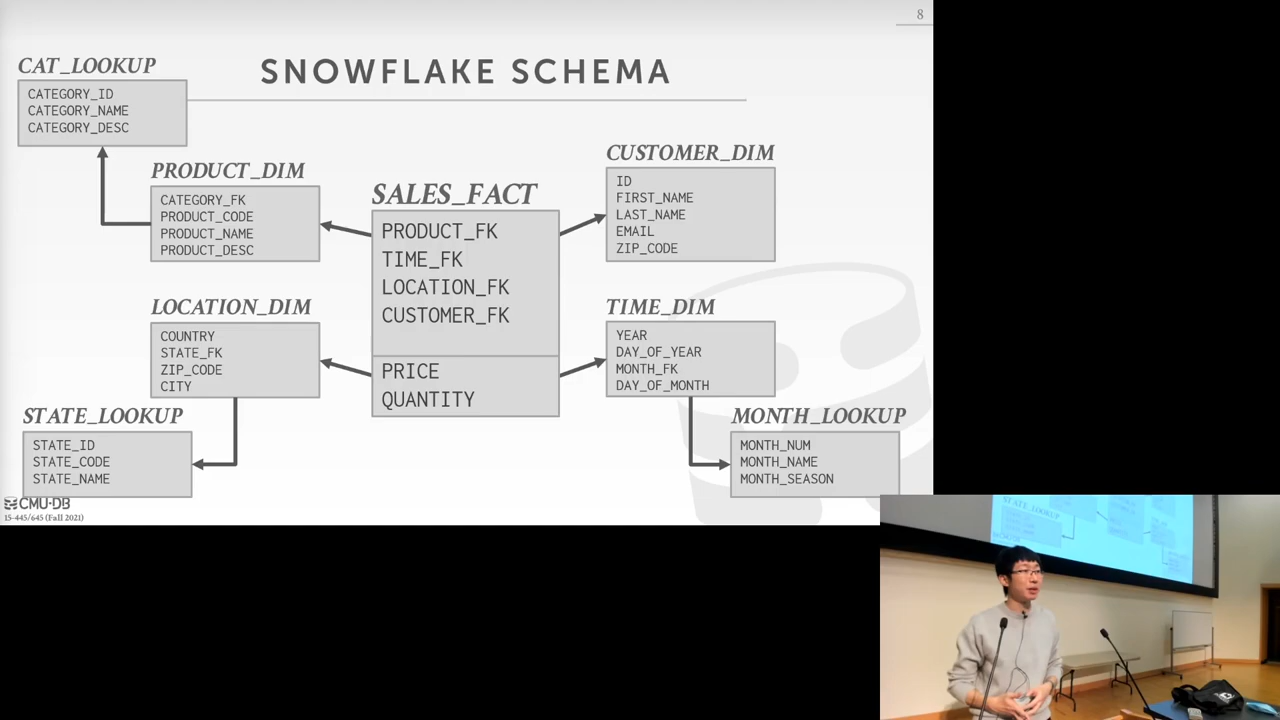 8
SNOWFLAKE SCHEMA
CAT_LOOKUP
CATEGORY_ID
CATEGORY_NAME
CATEGORY_DESC
PRODUCT_DIM
CATEGORY_FK
PRODUCT_CODE
PRODUCT_NAME
PRODUCT_DESC
SALES_FACT
PRODUCT_FK
TIME_FK
LOCATION_FK
CUSTOMER_FK
PRICE
QUANTITY
CUSTOMER_DIM
ID
FIRST_NAME
LAST_NAME
EMAIL
ZIP_CODE
LOCATION_DIM
COUNTRY
STATE_FK
ZIP_CODE
CITY
TIME_DIM
YEAR
DAY_OF_YEAR
MONTH_FK
DAY_OF_MONTH
STATE_LOOKUP
STATE_ID
STATE_CODE
STATE_NAME
MONTH_LOOKUP
MONTH_NUM
MONTH_NAME
MONTH_SEASON
CMU·DB
15-445/645 (Fall 2021)
STATE_LOOKUP